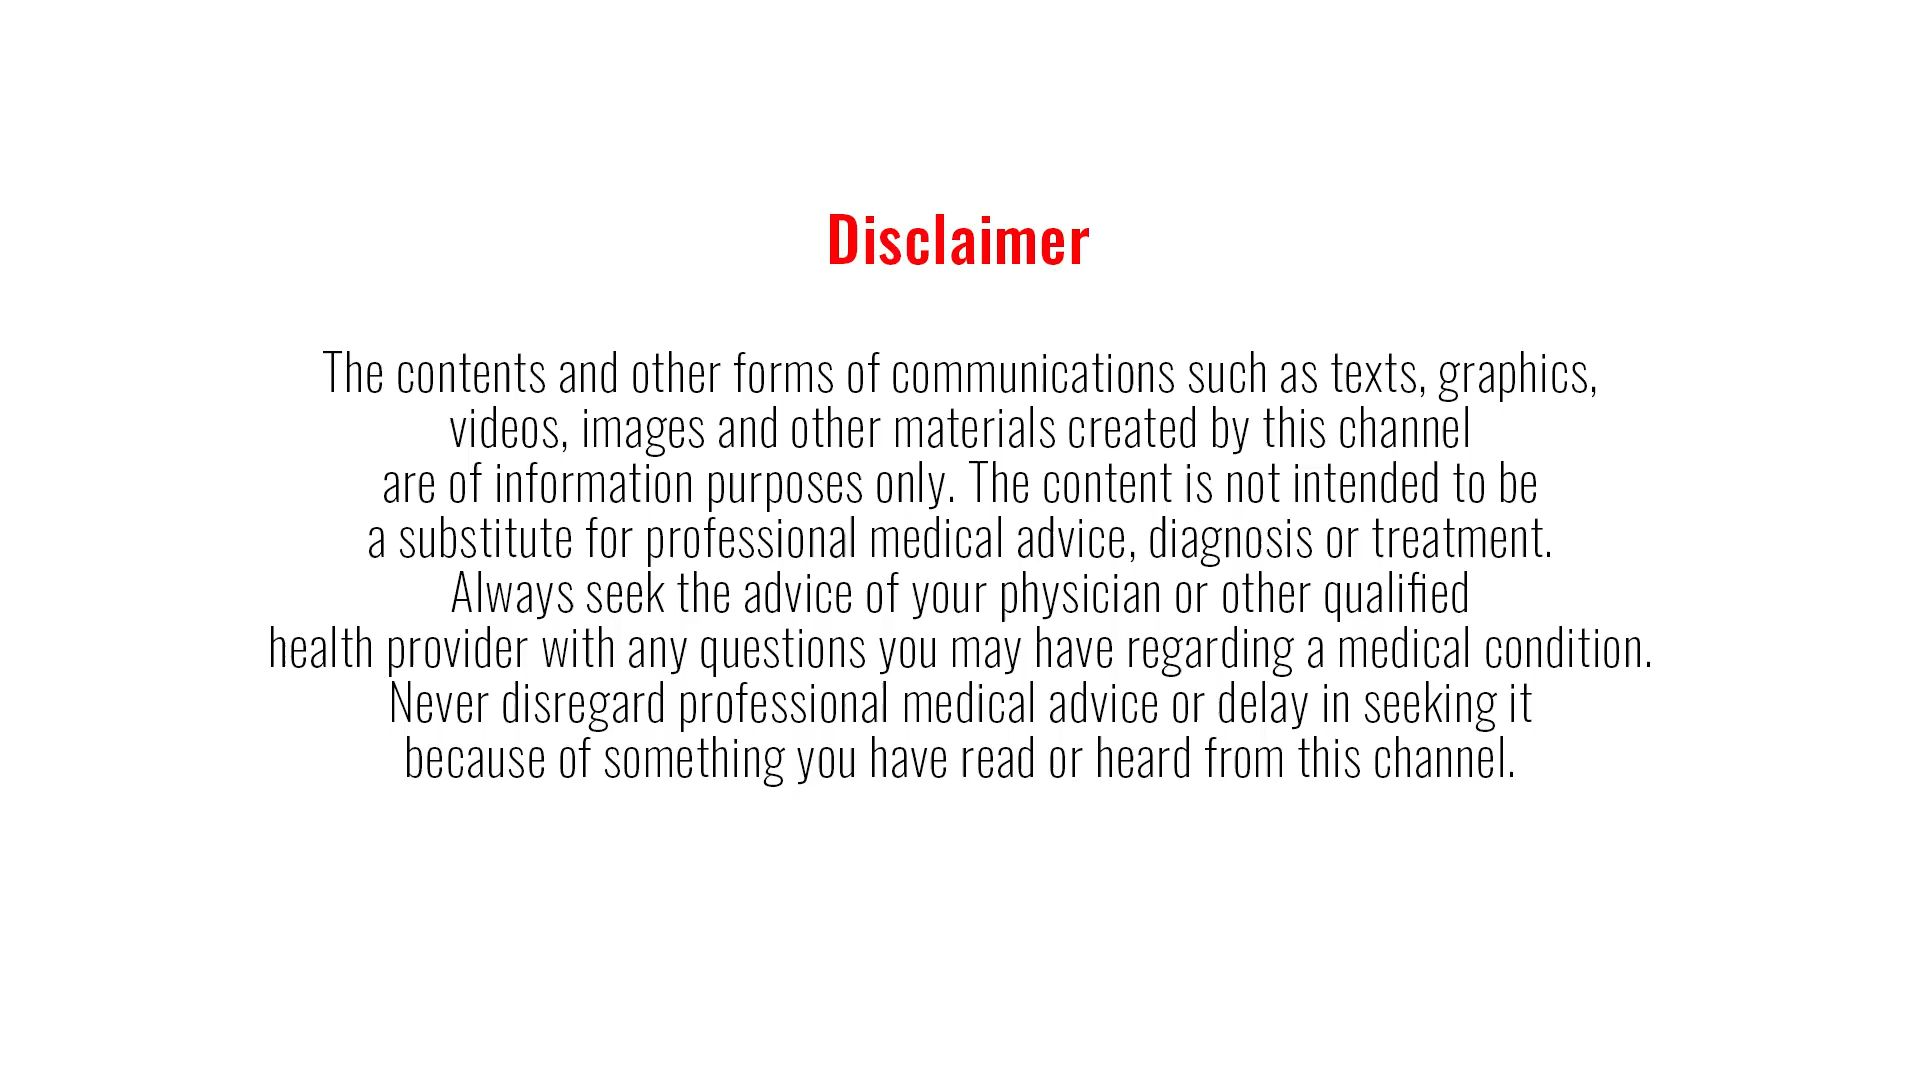 Disclaimer
The contents and other forms of communications such as texts, graphics,
videos, images and other materials created by this channel
are of information purposes only. The content is not intended to be
a substitute for professional medical advice, diagnosis or treatment.
Always seek the advice of your physician or other qualified
health provider with any questions you may have regarding a medical condition.
Never disregard professional medical advice or delay in seeking it
because of something you have read or heard from this channel.